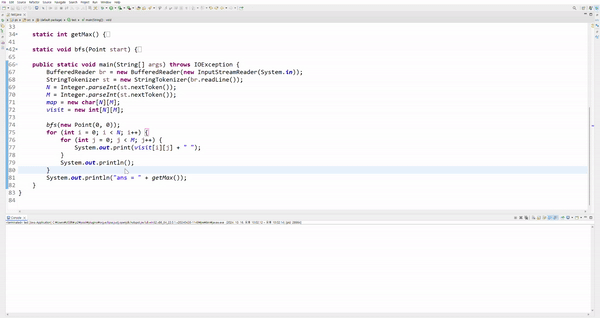 File Edit Source Refactor Source Navigate Search Project Run Window Help
33
34 static int getMax() {
41
42 static void bfs(Point start) {
65
66 public static void main(String[] args) throws IOException {
67 BufferedReader br = new BufferedReader(new InputStreamReader(System.in));
68 StringTokenizer st = new StringTokenizer(br.readLine());
69 N = Integer.parseInt(st.nextToken());
70 M = Integer.parseInt(st.nextToken());
71 map = new char[N][M];
72 visit = new int[N][M];
73
74 bfs(new Point(0, 0));
75 for (int i = 0; i < N; i++) {
76 for (int j = 0; j < M; j++) {
77 System.out.print(visit[i][j] + " ");
78 }
79 System.out.println();
80 }
81 System.out.println("ans = " + getMax());
82 }
83 }
84
Console